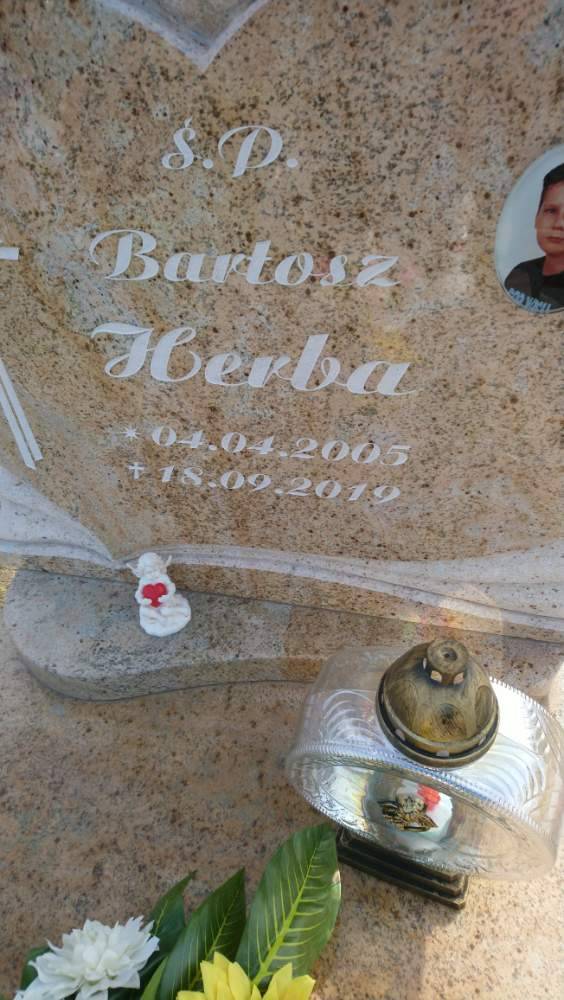 Ś.P.
Bartosz
Herba
* 04.04.2005
✝ 18.09.2019